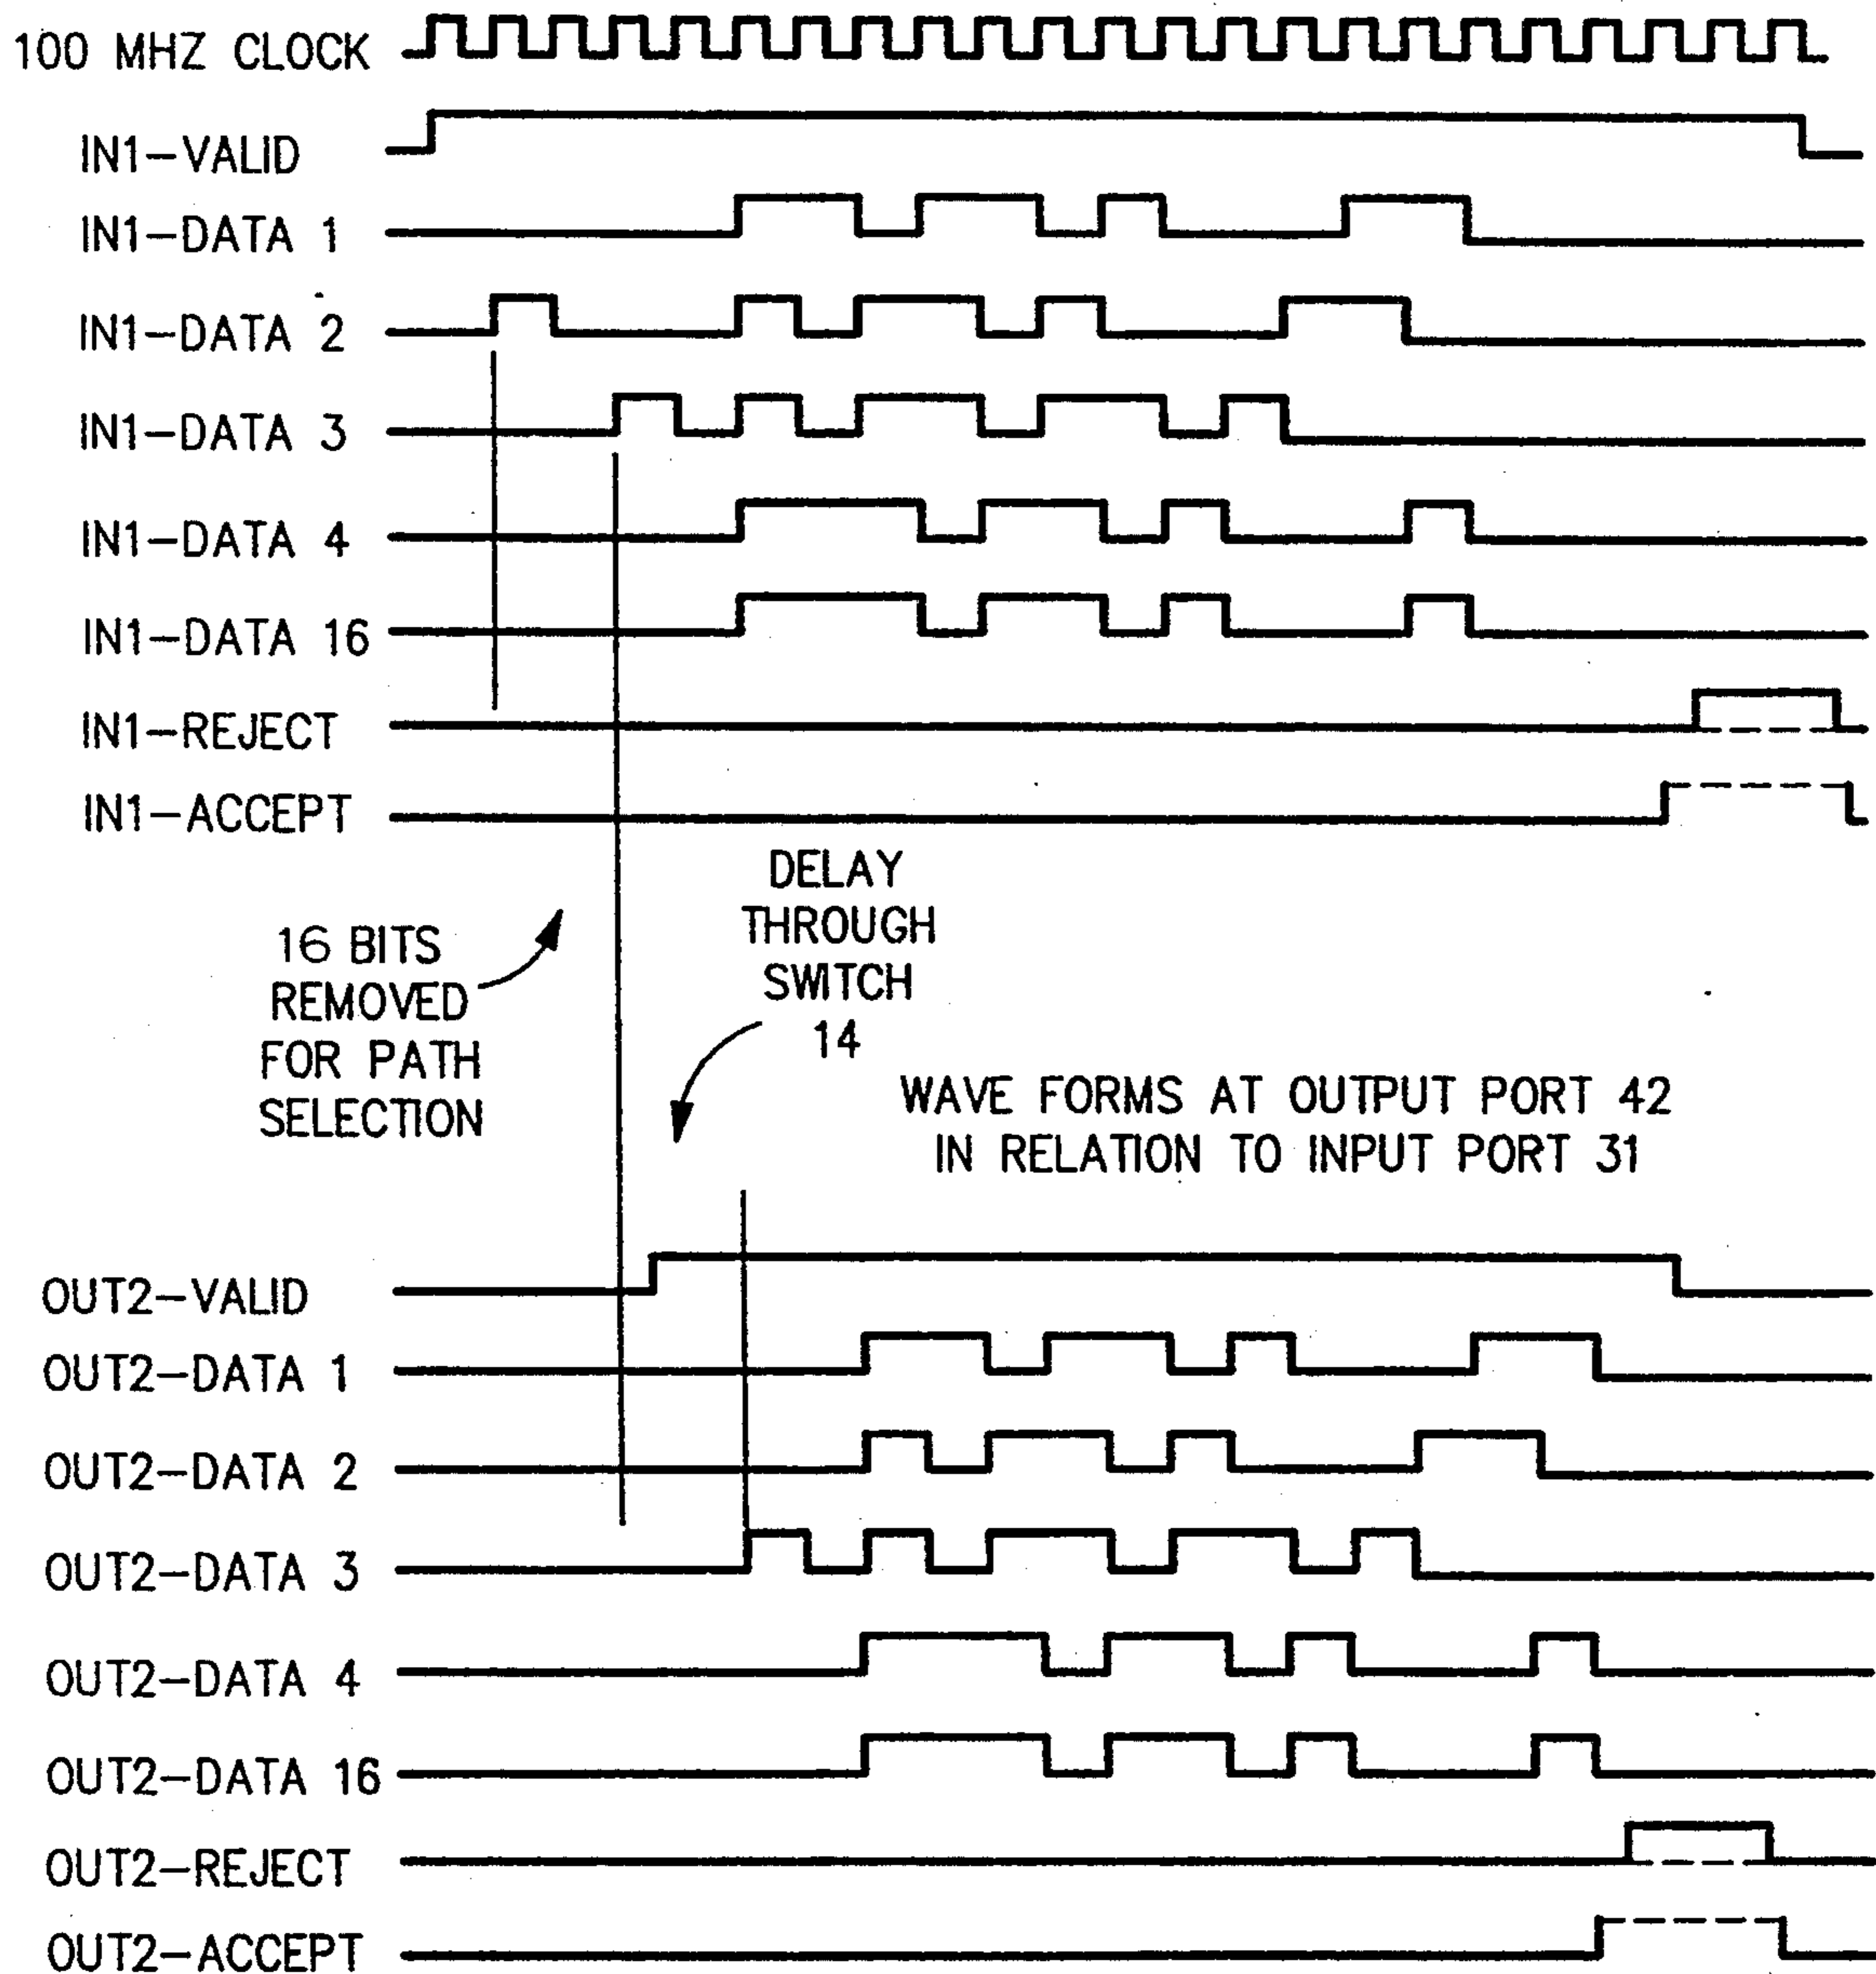 100 MHZ CLOCK
IN1-VALID
IN1-DATA 1
IN1-DATA 2
IN1-DATA 3
IN1-DATA 4
IN1-DATA 16
IN1-REJECT
IN1-ACCEPT
16 BITS
REMOVED
FOR PATH
SELECTION
DELAY
THROUGH
SWITCH
14
WAVE FORMS AT OUTPUT PORT 42
IN RELATION TO INPUT PORT 31
OUT2-VALID
OUT2-DATA 1
OUT2-DATA 2
OUT2-DATA 3
OUT2-DATA 4
OUT2-DATA 16
OUT2-REJECT
OUT2-ACCEPT